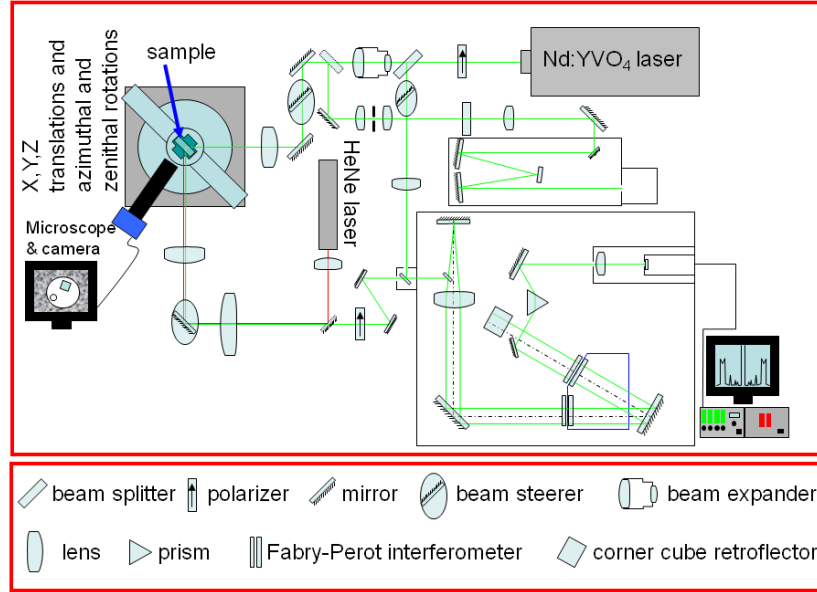 sample
Nd:YVO₄ laser
X,Y,Z
translations and
azimuthal and
zenithal rotations
HeNe laser
Microscope
& camera
beam splitter
polarizer
mirror
beam steerer
beam expander
lens
prism
Fabry-Perot interferometer
corner cube retroflector